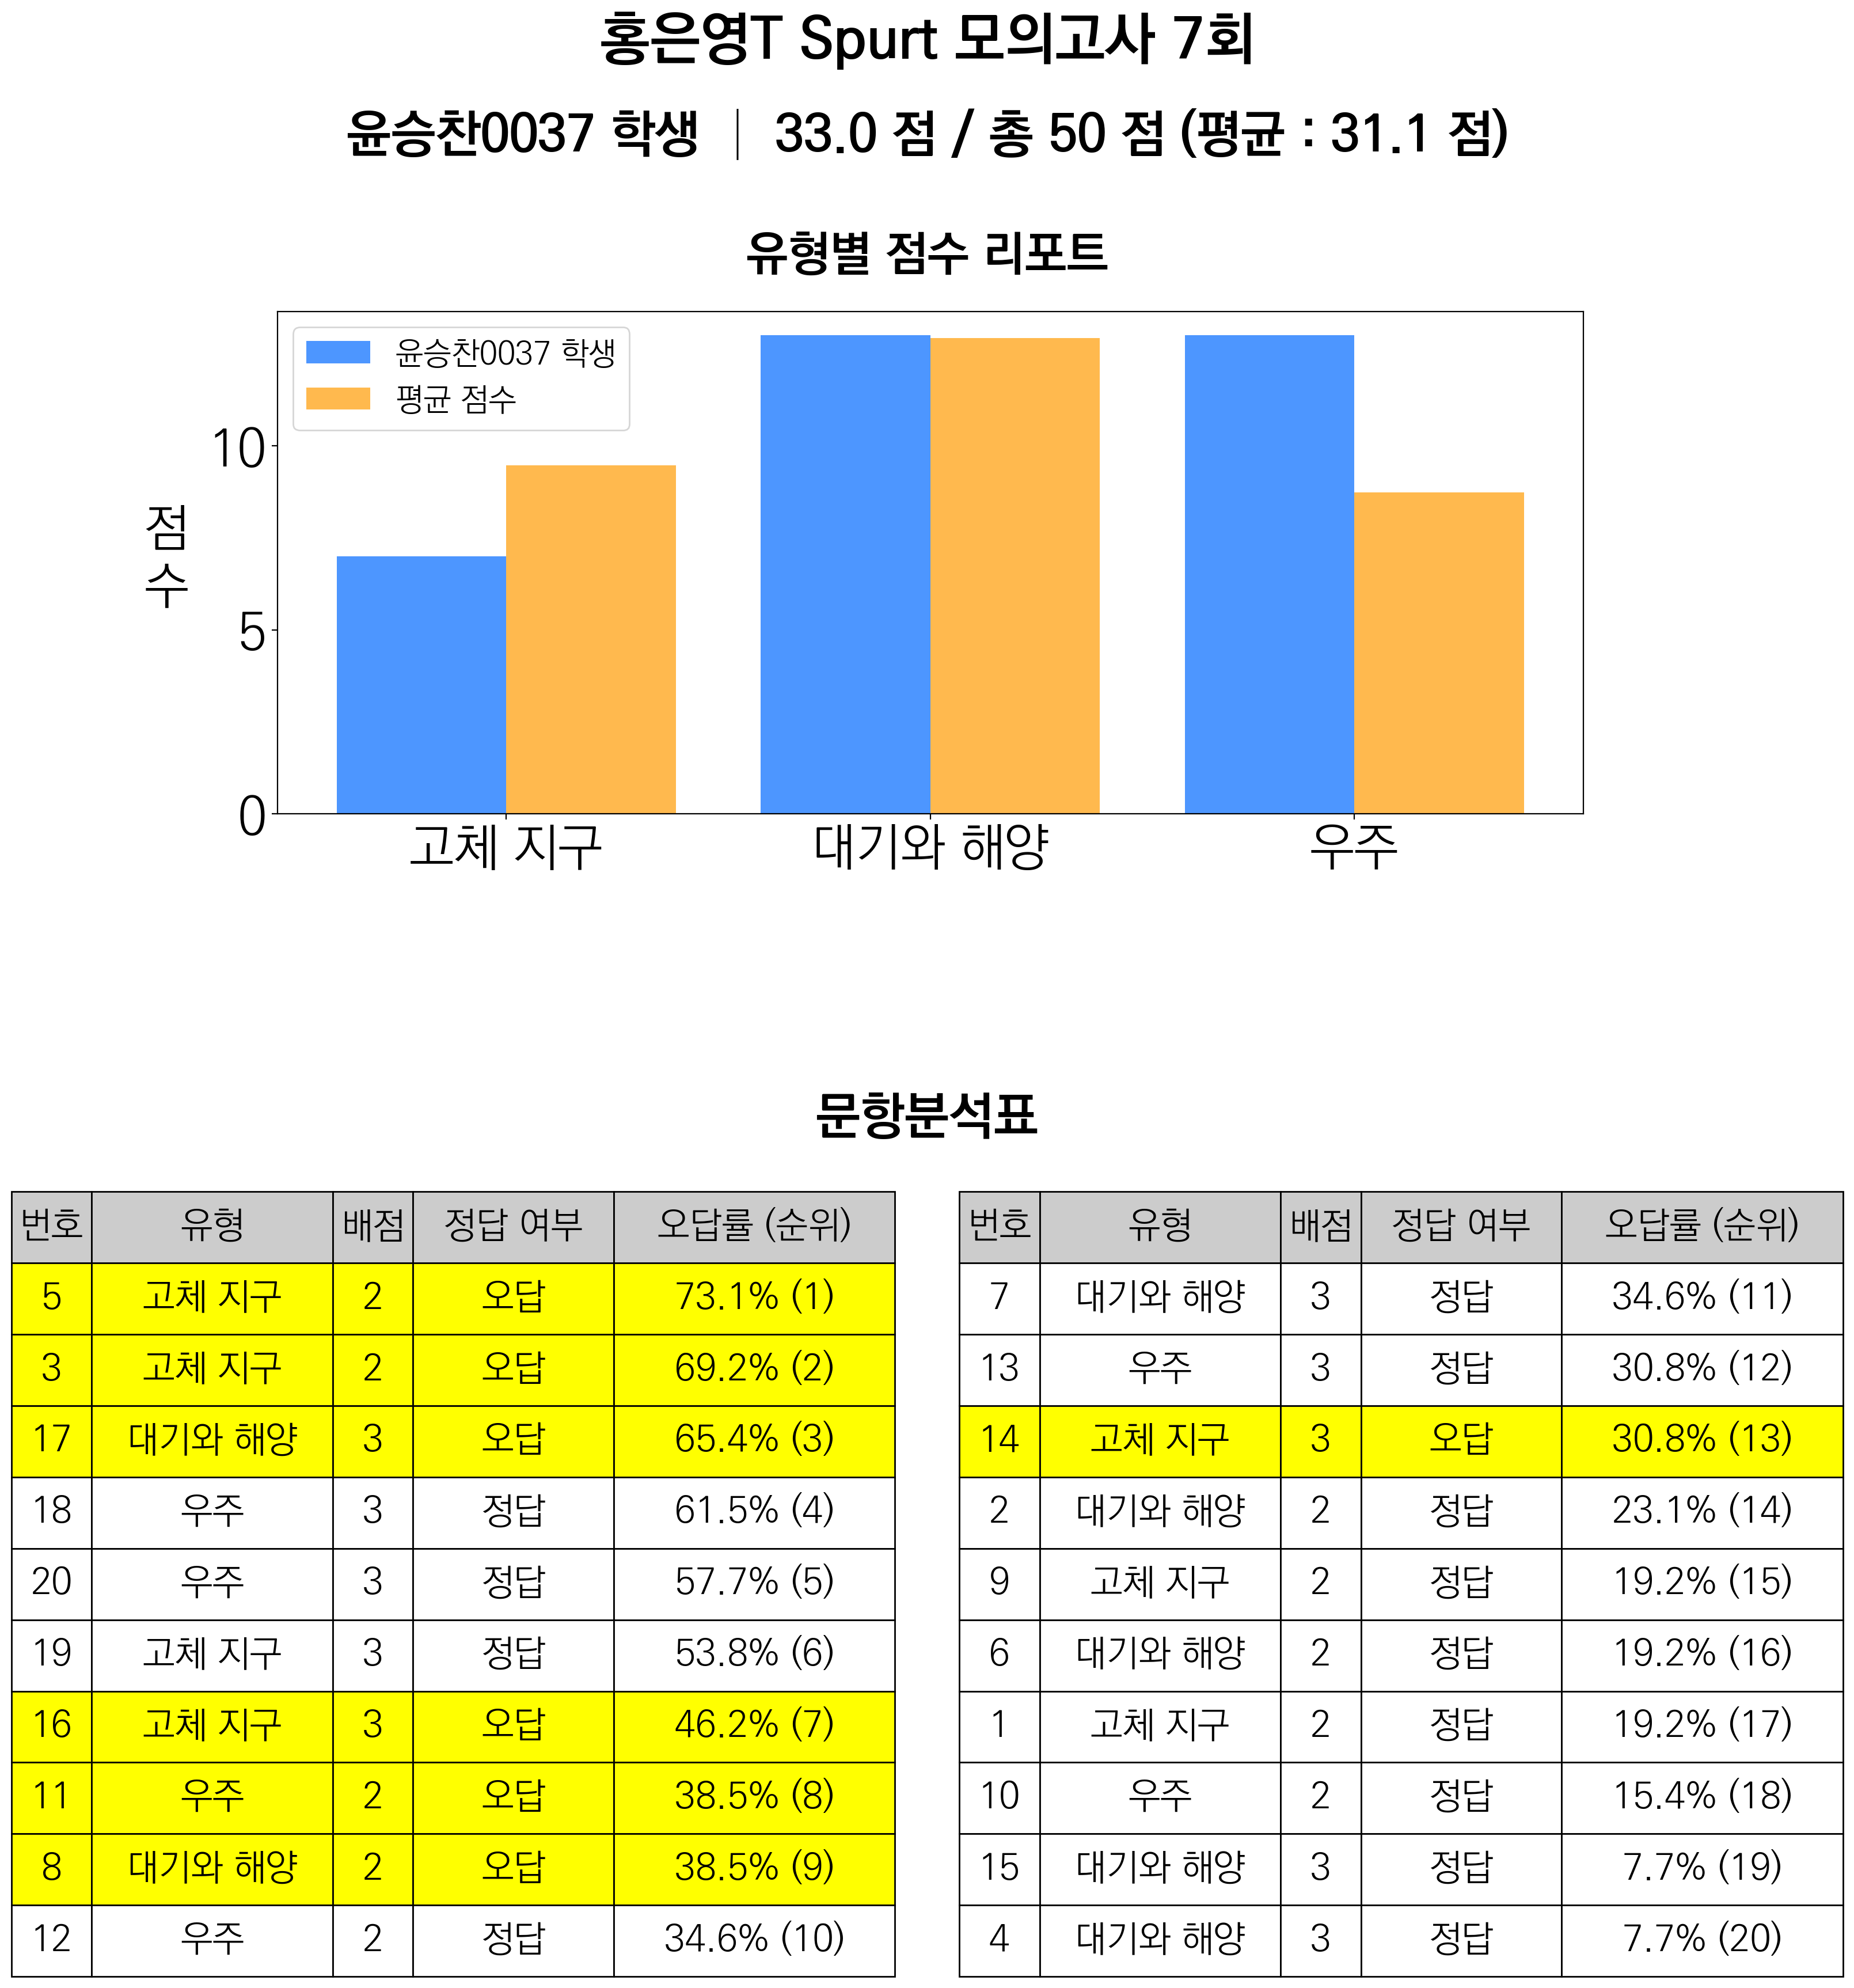 홍은영T Spurt 모의고사 7회
윤승찬0037 학생 | 33.0 점 / 총 50 점 (평균 : 31.1 점)
유형별 점수 리포트
윤승찬0037 학생
평균 점수
점
수
10
5
0
고체 지구 대기와 해양 우주
문항분석표
번호 유형 배점 정답 여부 오답률 (순위)
5 고체 지구 2 오답 73.1% (1)
3 고체 지구 2 오답 69.2% (2)
17 대기와 해양 3 오답 65.4% (3)
18 우주 3 정답 61.5% (4)
20 우주 3 정답 57.7% (5)
19 고체 지구 3 정답 53.8% (6)
16 고체 지구 3 오답 46.2% (7)
11 우주 2 오답 38.5% (8)
8 대기와 해양 2 오답 38.5% (9)
12 우주 2 정답 34.6% (10)
번호 유형 배점 정답 여부 오답률 (순위)
7 대기와 해양 3 정답 34.6% (11)
13 우주 3 정답 30.8% (12)
14 고체 지구 3 오답 30.8% (13)
2 대기와 해양 2 정답 23.1% (14)
9 고체 지구 2 정답 19.2% (15)
6 대기와 해양 2 정답 19.2% (16)
1 고체 지구 2 정답 19.2% (17)
10 우주 2 정답 15.4% (18)
15 대기와 해양 3 정답 7.7% (19)
4 대기와 해양 3 정답 7.7% (20)